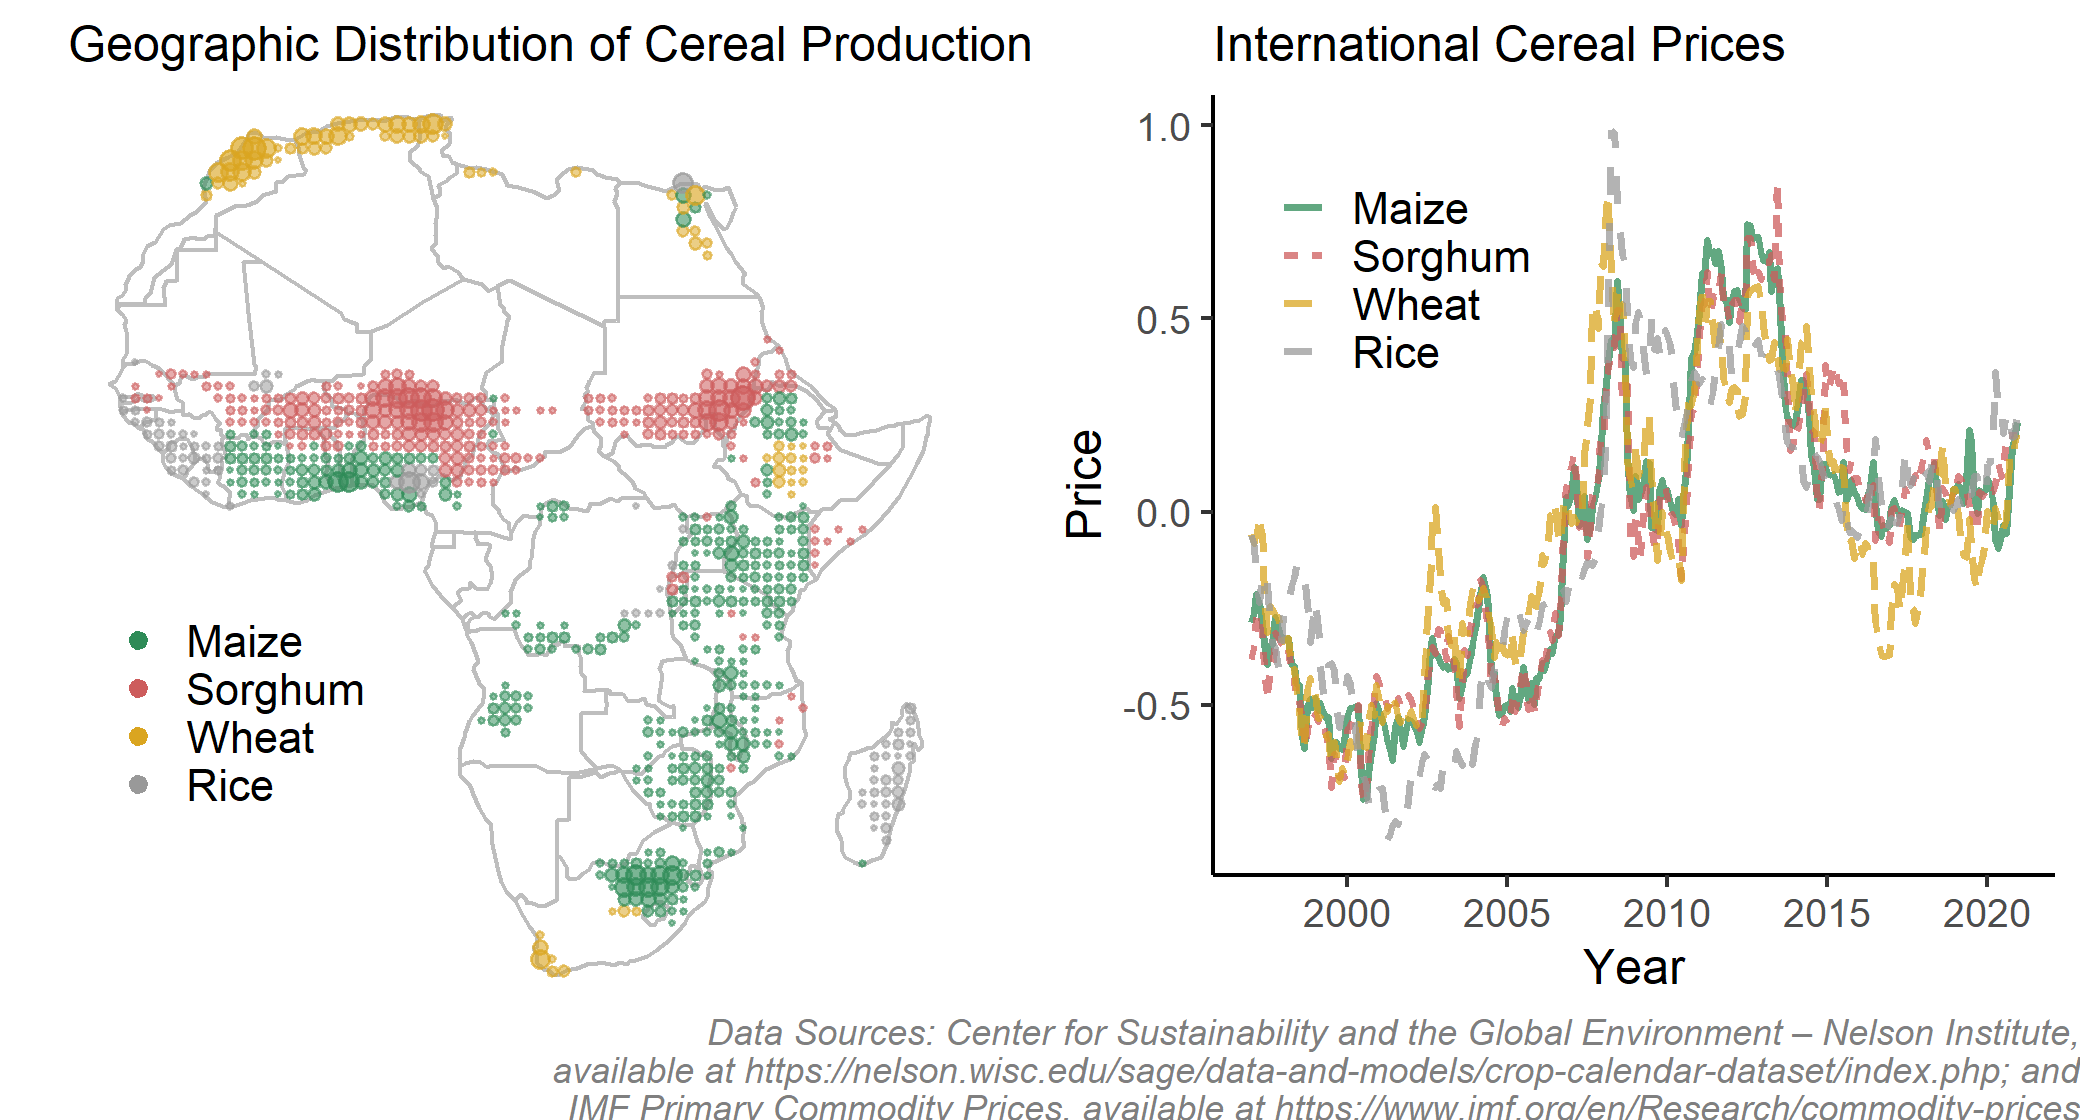 Geographic Distribution of Cereal Production
Maize
Sorghum
Wheat
Rice
International Cereal Prices
1.0
0.5
0.0
-0.5
Price
Maize
Sorghum
Wheat
Rice
2000 2005 2010 2015 2020
Year
Data Sources: Center for Sustainability and the Global Environment – Nelson Institute,
available at https://nelson.wisc.edu/sage/data-and-models/crop-calendar-dataset/index.php; and
IMF Primary Commodity Prices, available at https://www.imf.org/en/Research/commodity-prices